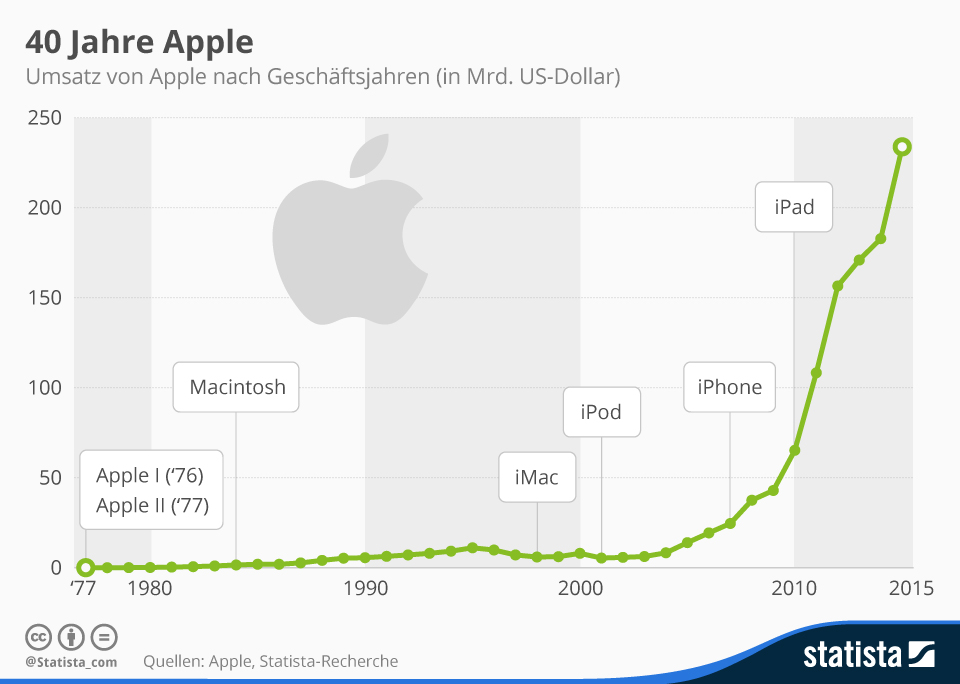 40 Jahre Apple
Umsatz von Apple nach Geschäftsjahren (in Mrd. US-Dollar)
250
200
150
100
50
0
iPad
Macintosh
iPhone
iPod
iMac
Apple I (‘76)
Apple II (‘77)
‘77 1980 1990 2000 2010 2015
cc
@Statista_com
Quellen: Apple, Statista-Recherche
statista